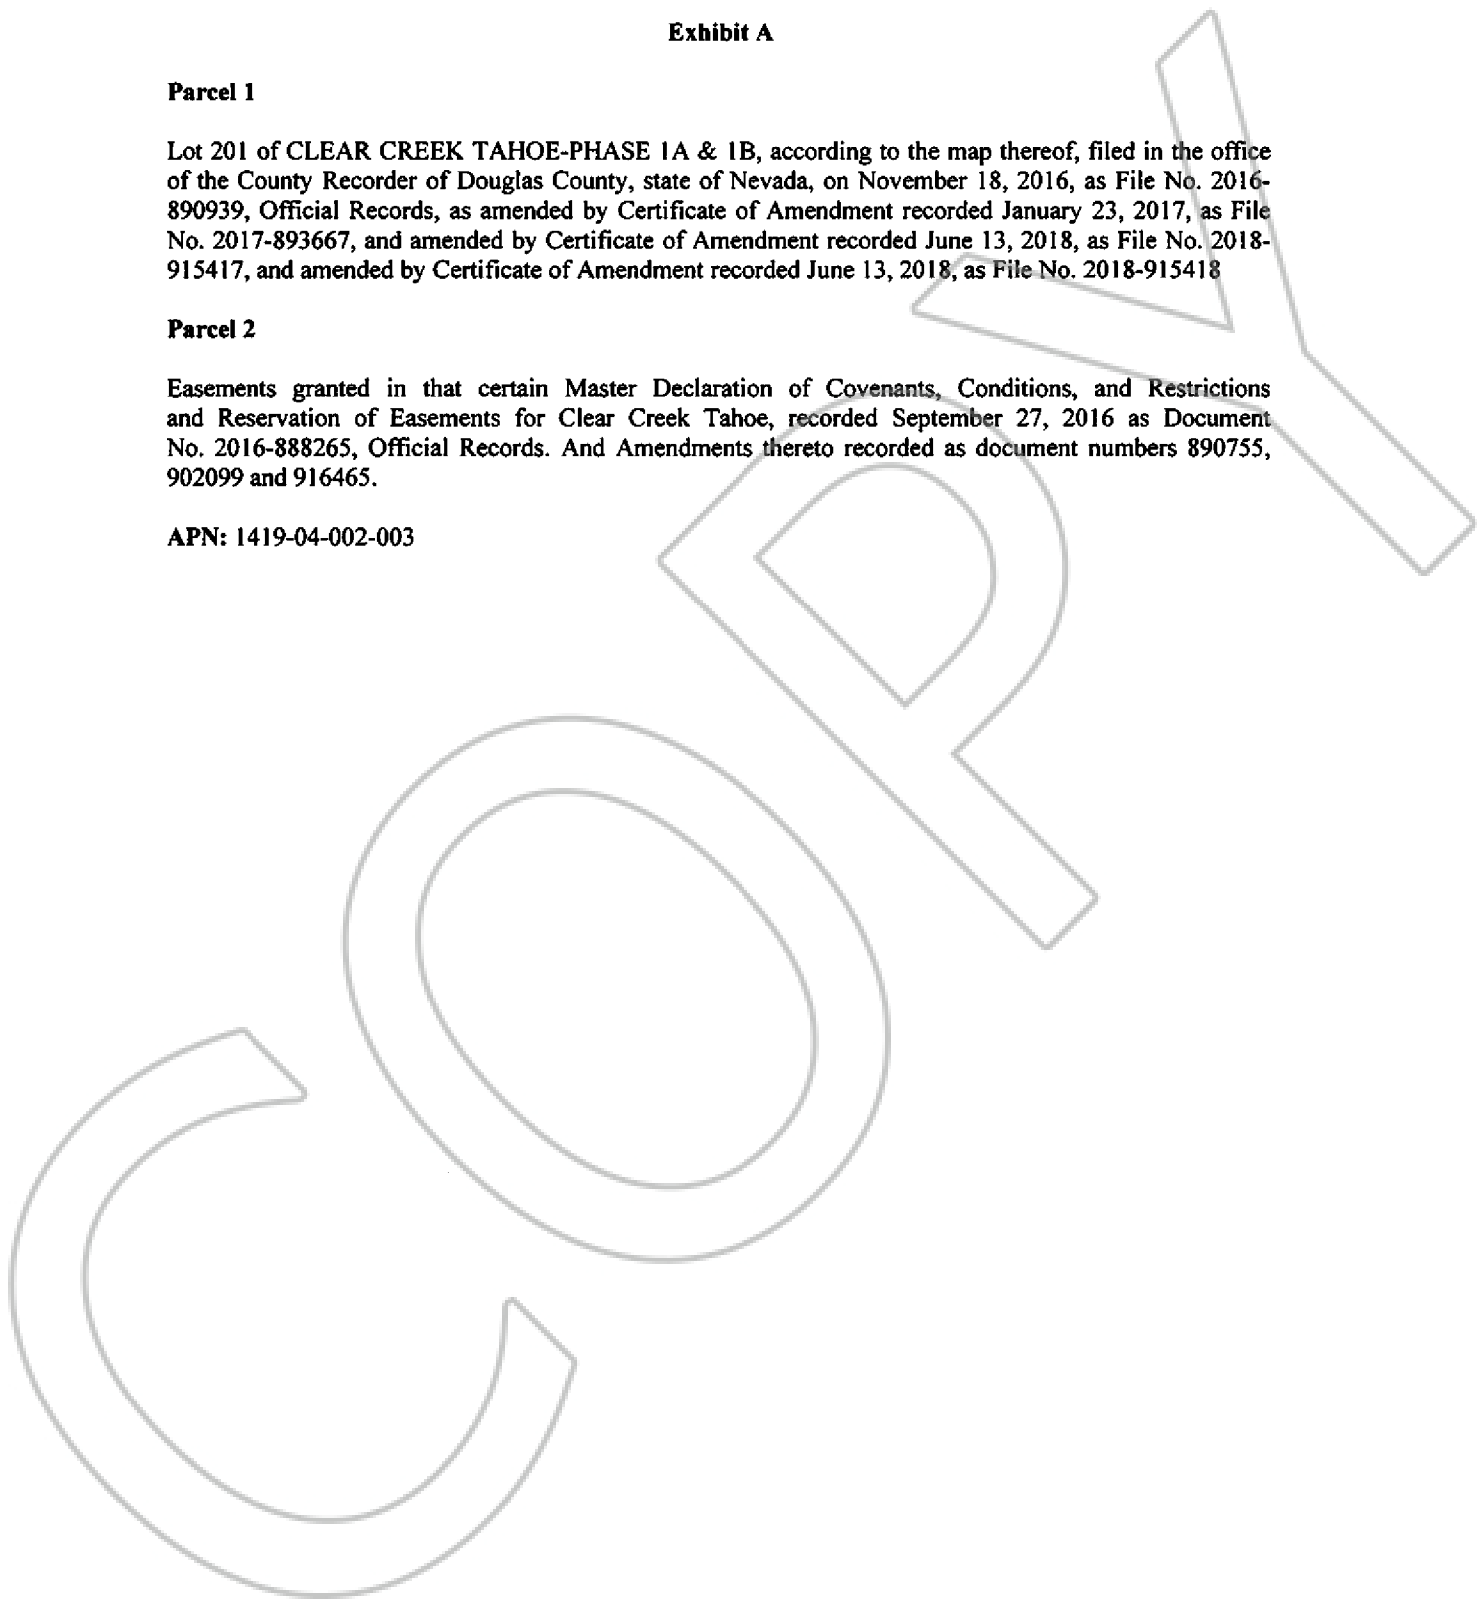 Exhibit A
Parcel 1
Lot 201 of CLEAR CREEK TAHOE-PHASE 1A & 1B, according to the map thereof, filed in the office
of the County Recorder of Douglas County, state of Nevada, on November 18, 2016, as File No. 2016-
890939, Official Records, as amended by Certificate of Amendment recorded January 23, 2017, as File
No. 2017-893667, and amended by Certificate of Amendment recorded June 13, 2018, as File No. 2018-
915417, and amended by Certificate of Amendment recorded June 13, 2018, as File No. 2018-915418
Parcel 2
Easements granted in that certain Master Declaration of Covenants, Conditions, and Restrictions
and Reservation of Easements for Clear Creek Tahoe, recorded September 27, 2016 as Document
No. 2016-888265, Official Records. And Amendments thereto recorded as document numbers 890755,
902099 and 916465.
APN: 1419-04-002-003
COPY